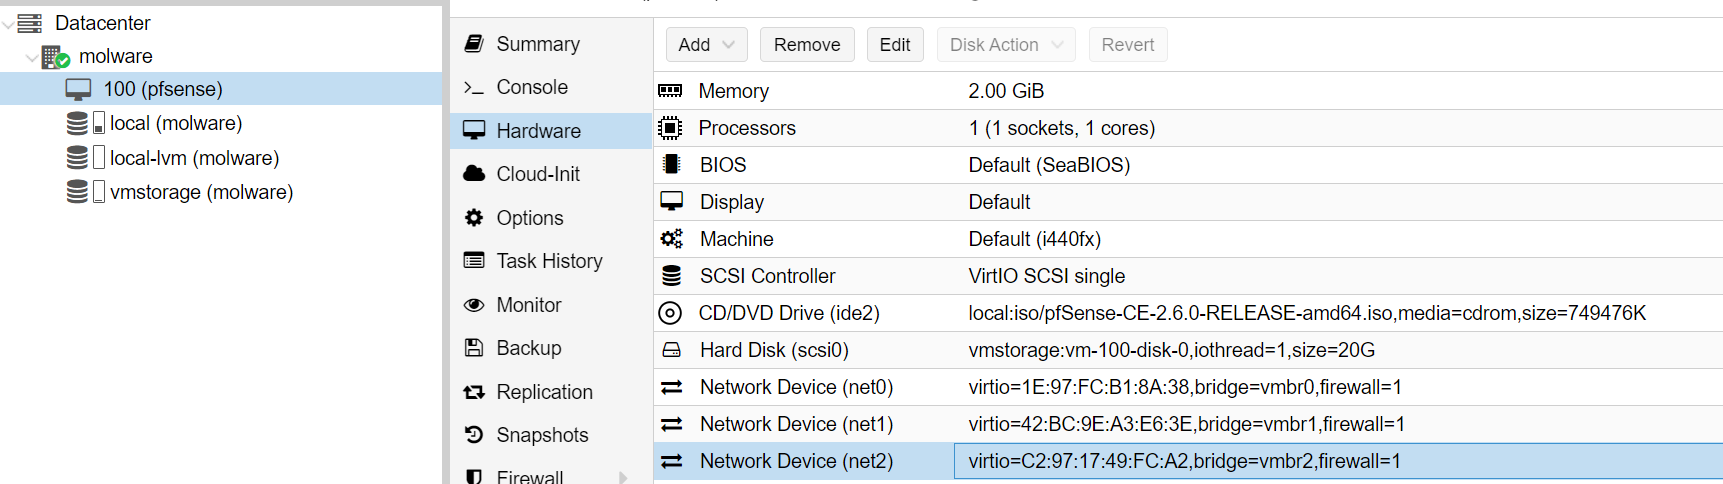 Datacenter
molware
100 (pfsense)
local (molware)
local-lvm (molware)
vmstorage (molware)
Summary
Console
Hardware
Cloud-Init
Options
Task History
Monitor
Backup
Replication
Snapshots
Firewall
Add Remove Edit Disk Action Revert
Memory 2.00 GiB
Processors 1 (1 sockets, 1 cores)
BIOS Default (SeaBIOS)
Display Default
Machine Default (i440fx)
SCSI Controller VirtIO SCSI single
CD/DVD Drive (ide2) local:iso/pfSense-CE-2.6.0-RELEASE-amd64.iso,media=cdrom,size=749476K
Hard Disk (scsi0) vmstorage:vm-100-disk-0,iothread=1,size=20G
Network Device (net0) virtio=1E:97:FC:B1:8A:38,bridge=vmbr0,firewall=1
Network Device (net1) virtio=42:BC:9E:A3:E6:3E,bridge=vmbr1,firewall=1
Network Device (net2) virtio=C2:97:17:49:FC:A2,bridge=vmbr2,firewall=1